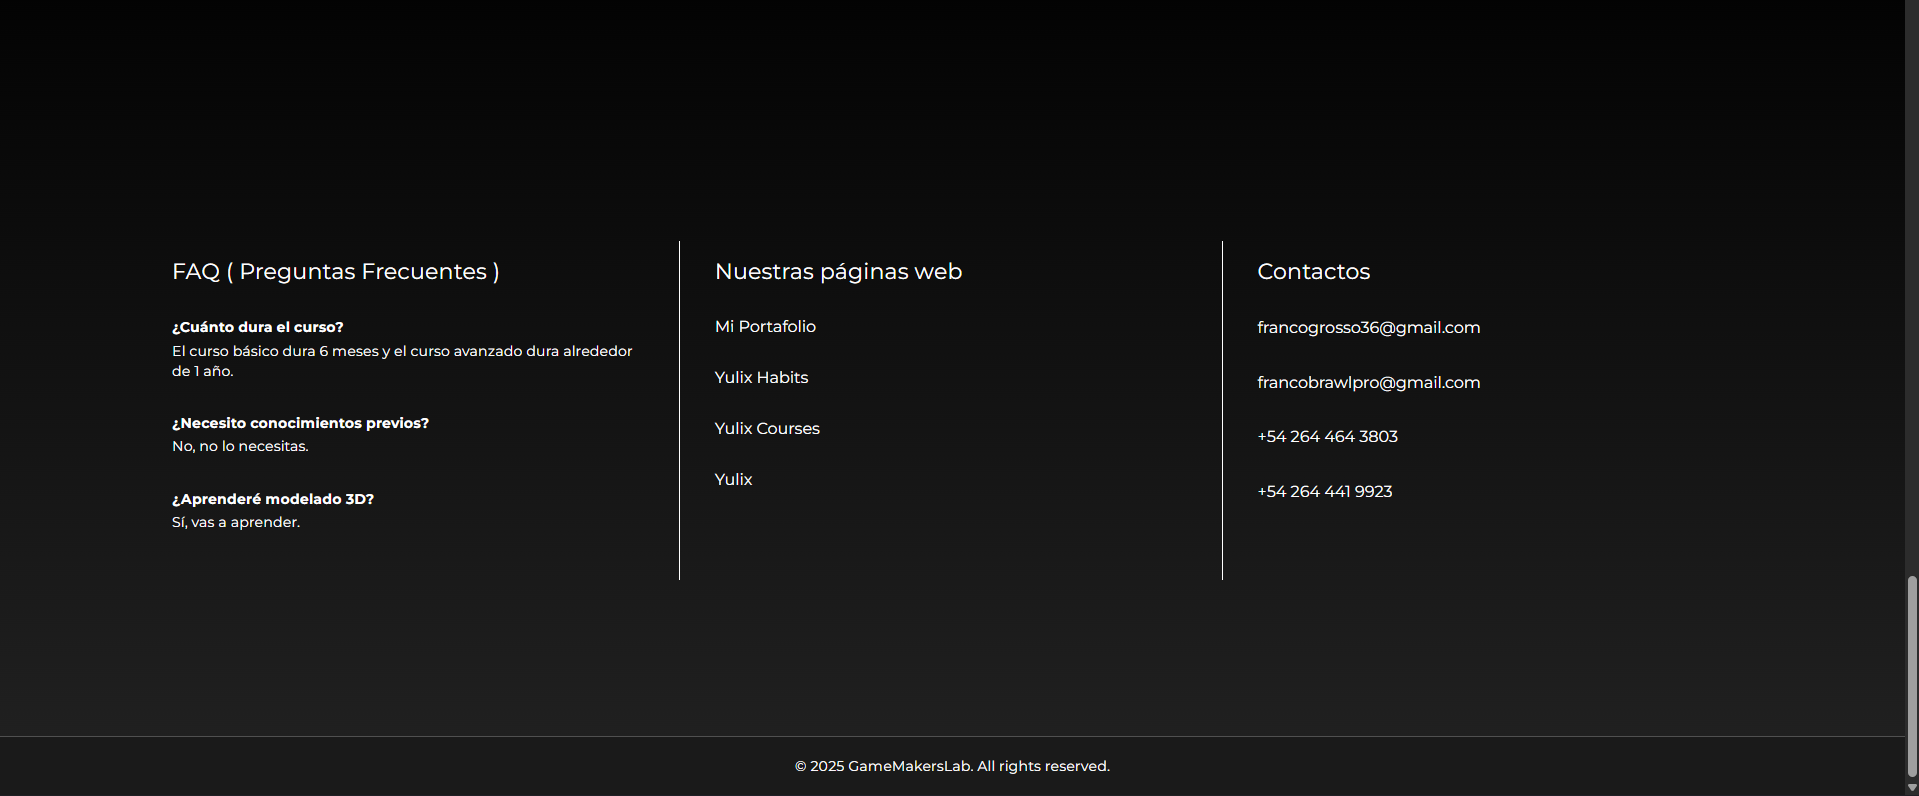 FAQ ( Preguntas Frecuentes )
¿Cuánto dura el curso?
El curso básico dura 6 meses y el curso avanzado dura alrededor
de 1 año.
¿Necesito conocimientos previos?
No, no lo necesitas.
¿Aprenderé modelado 3D?
Sí, vas a aprender.
Nuestras páginas web
Mi Portafolio
Yulix Habits
Yulix Courses
Yulix
Contactos
francogrosso36@gmail.com
francobrawlpro@gmail.com
+54 264 464 3803
+54 264 441 9923
© 2025 GameMakersLab. All rights reserved.